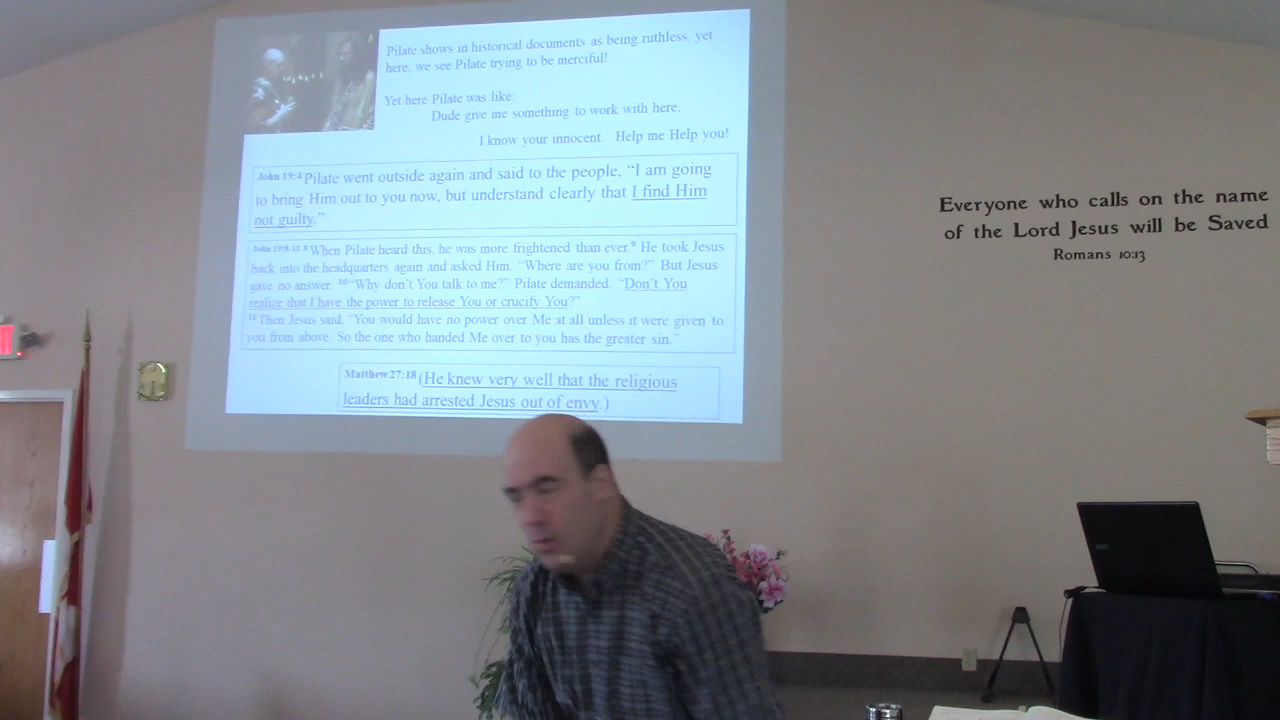 Pilate shows in historical documents as being ruthless, yet
here, we see Pilate trying to be merciful!
Yet here Pilate was like:
Dude give me something to work with here,
I know your innocent. Help me Help you!
John 19:4 Pilate went outside again and said to the people, “I am going
to bring Him out to you now, but understand clearly that I find Him
not guilty.”
John 19:8-11 8 When Pilate heard this, he was more frightened than ever. 9 He took Jesus
back into the headquarters again and asked Him, “Where are you from?” But Jesus
gave no answer. 10 “Why don’t You talk to me?” Pilate demanded. “Don’t You
realize that I have the power to release You or crucify You?”
11 Then Jesus said, “You would have no power over Me at all unless it were given to
you from above. So the one who handed Me over to you has the greater sin.”
Matthew 27:18 (He knew very well that the religious
leaders had arrested Jesus out of envy.)
Everyone who calls on the name
of the Lord Jesus will be Saved
Romans 10:13